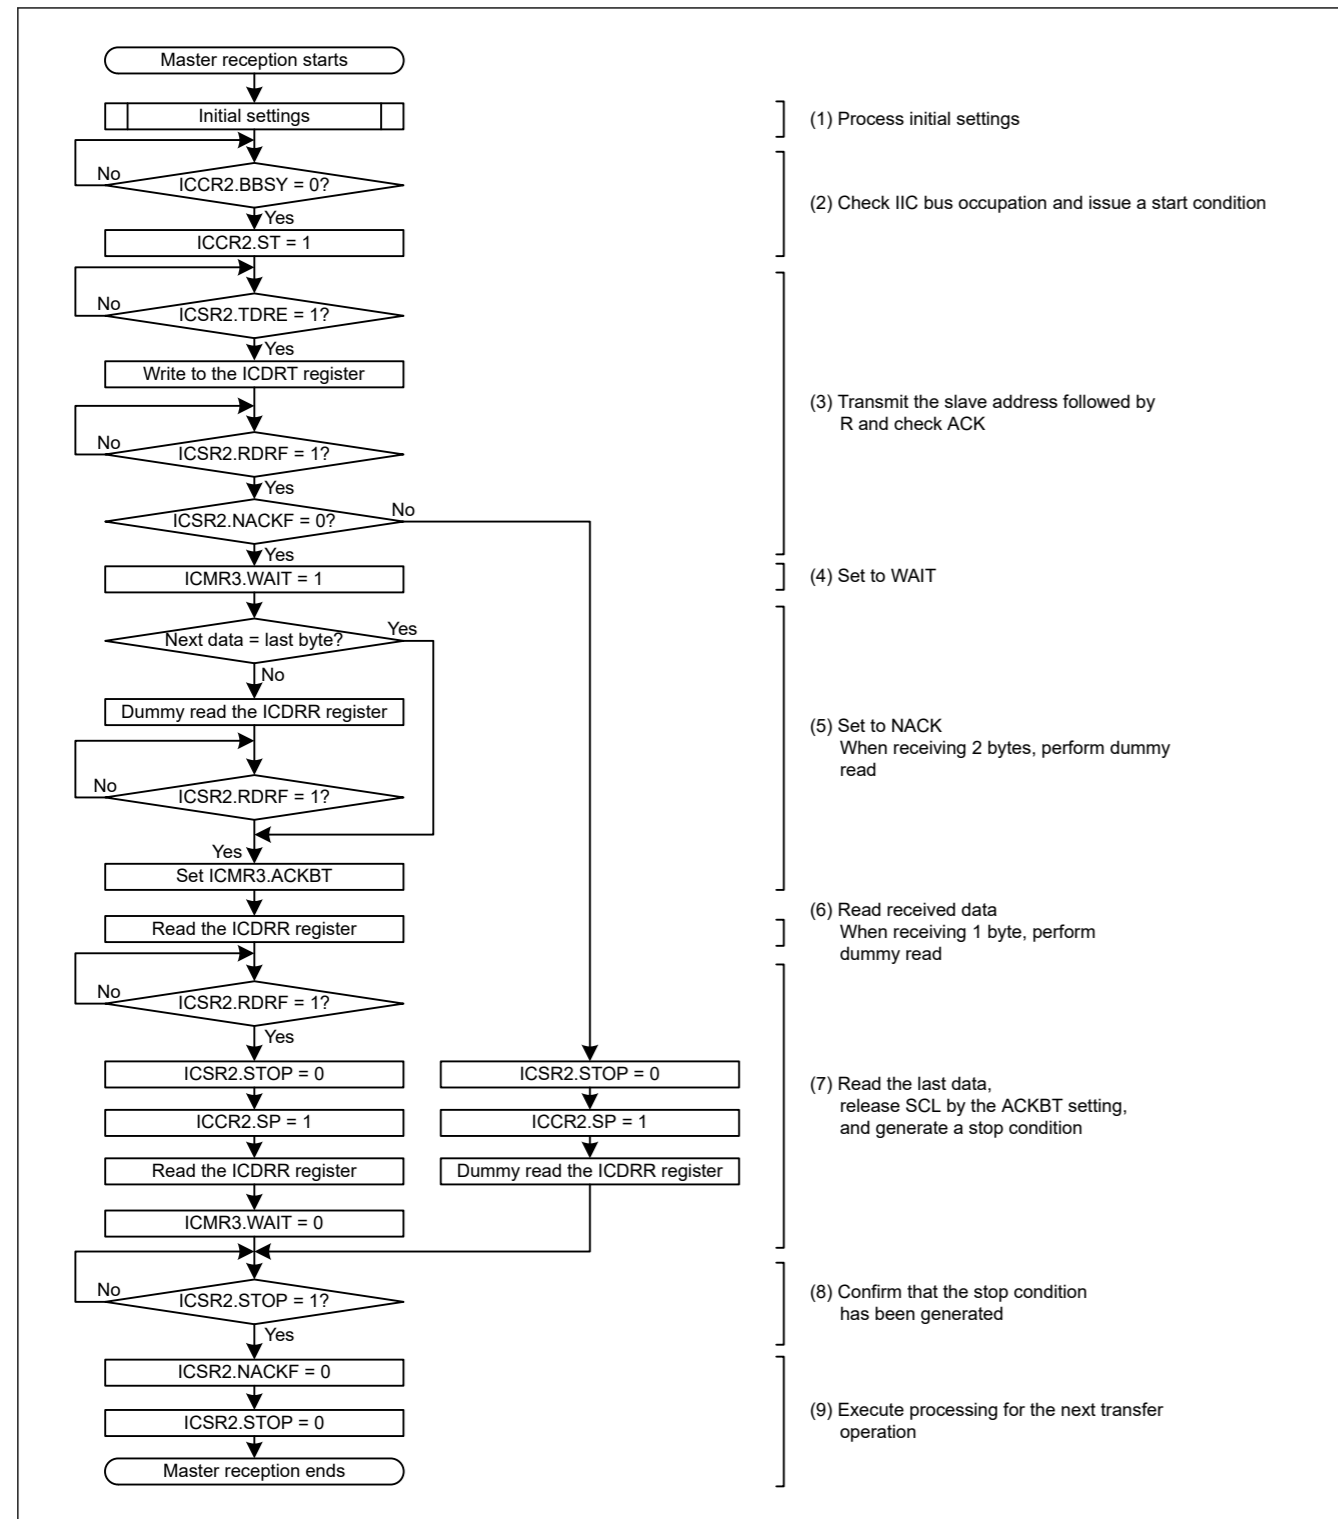 Master reception starts
Initial settings
(1) Process initial settings
No
ICCR2.BBSY = 0?
Yes
ICCR2.ST = 1
(2) Check IIC bus occupation and issue a start condition
No
ICSR2.TDRE = 1?
Yes
Write to the ICDRT register
No
ICSR2.RDRF = 1?
Yes
ICSR2.NACKF = 0?
No
Yes
(3) Transmit the slave address followed by
R and check ACK
ICMR3.WAIT = 1
(4) Set to WAIT
Next data = last byte?
Yes
No
Dummy read the ICDRR register
No
ICSR2.RDRF = 1?
Yes
Set ICMR3.ACKBT
(5) Set to NACK
When receiving 2 bytes, perform dummy
read
Read the ICDRR register
(6) Read received data
When receiving 1 byte, perform
dummy read
No
ICSR2.RDRF = 1?
Yes
ICSR2.STOP = 0
ICCR2.SP = 1
Read the ICDRR register
ICMR3.WAIT = 0
ICSR2.STOP = 0
ICCR2.SP = 1
Dummy read the ICDRR register
(7) Read the last data,
release SCL by the ACKBT setting,
and generate a stop condition
No
ICSR2.STOP = 1?
Yes
(8) Confirm that the stop condition
has been generated
ICSR2.NACKF = 0
ICSR2.STOP = 0
(9) Execute processing for the next transfer
operation
Master reception ends